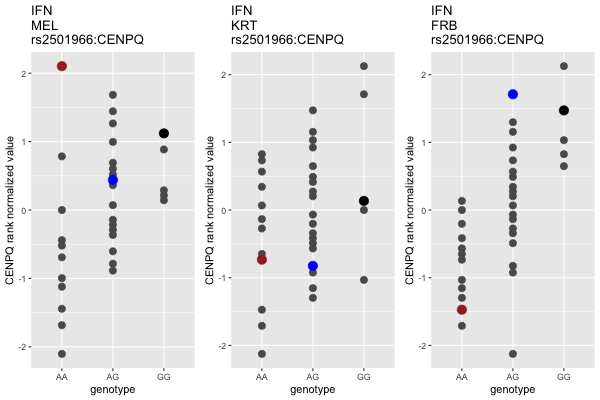 IFN
MEL
rs2501966:CENPQ
CENPQ rank normalized value
2
1
0
-1
-2
AA
AG
GG
genotype
IFN
KRT
rs2501966:CENPQ
CENPQ rank normalized value
2
1
0
-1
-2
AA
AG
GG
genotype
IFN
FRB
rs2501966:CENPQ
CENPQ rank normalized value
2
1
0
-1
-2
AA
AG
GG
genotype